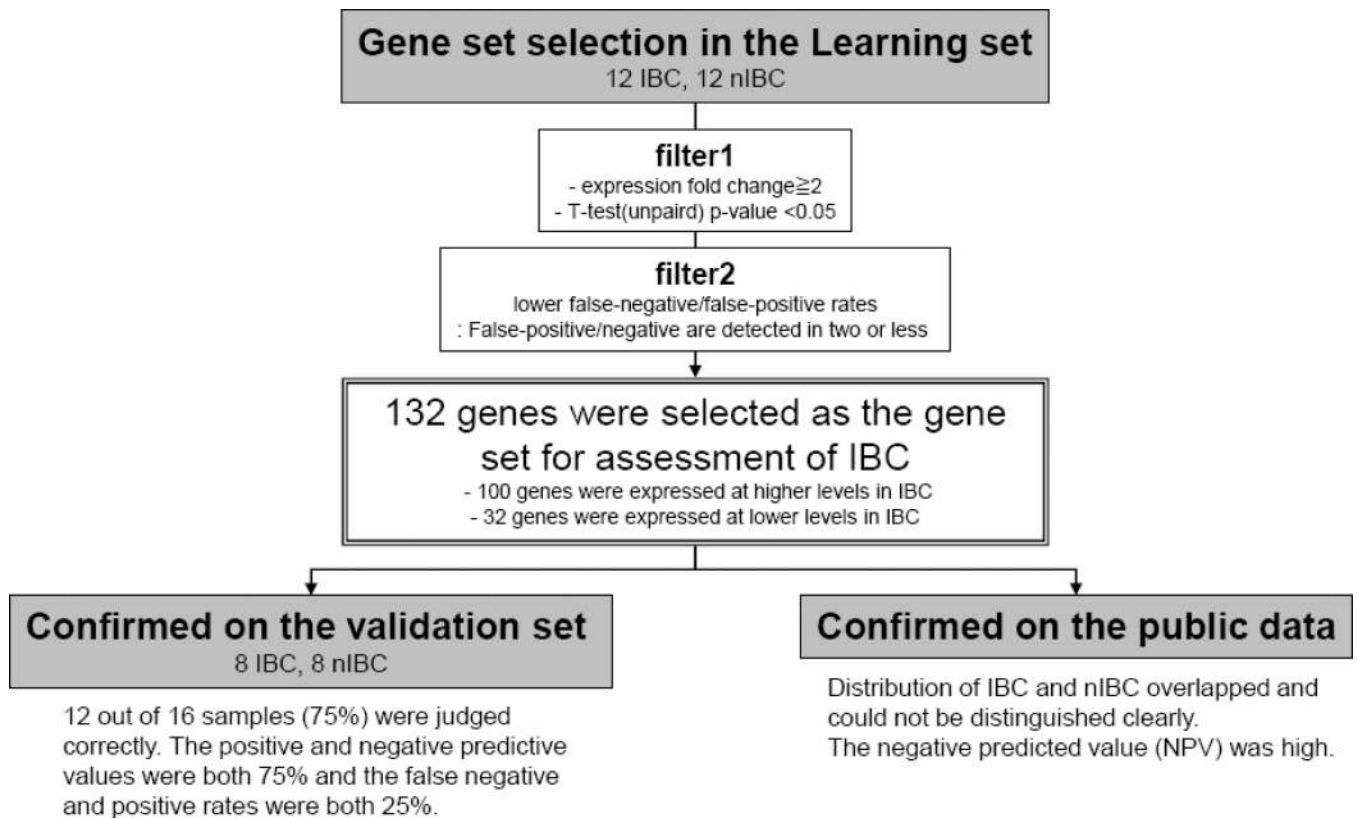 Gene set selection in the Learning set
12 IBC, 12 nIBC
filter1
- expression fold change≧2
- T-test(unpaird) p-value <0.05
filter2
lower false-negative/false-positive rates
: False-positive/negative are detected in two or less
132 genes were selected as the gene
set for assessment of IBC
- 100 genes were expressed at higher levels in IBC
- 32 genes were expressed at lower levels in IBC
Confirmed on the validation set
8 IBC, 8 nIBC
12 out of 16 samples (75%) were judged
correctly. The positive and negative predictive
values were both 75% and the false negative
and positive rates were both 25%.
Confirmed on the public data
Distribution of IBC and nIBC overlapped and
could not be distinguished clearly.
The negative predicted value (NPV) was high.